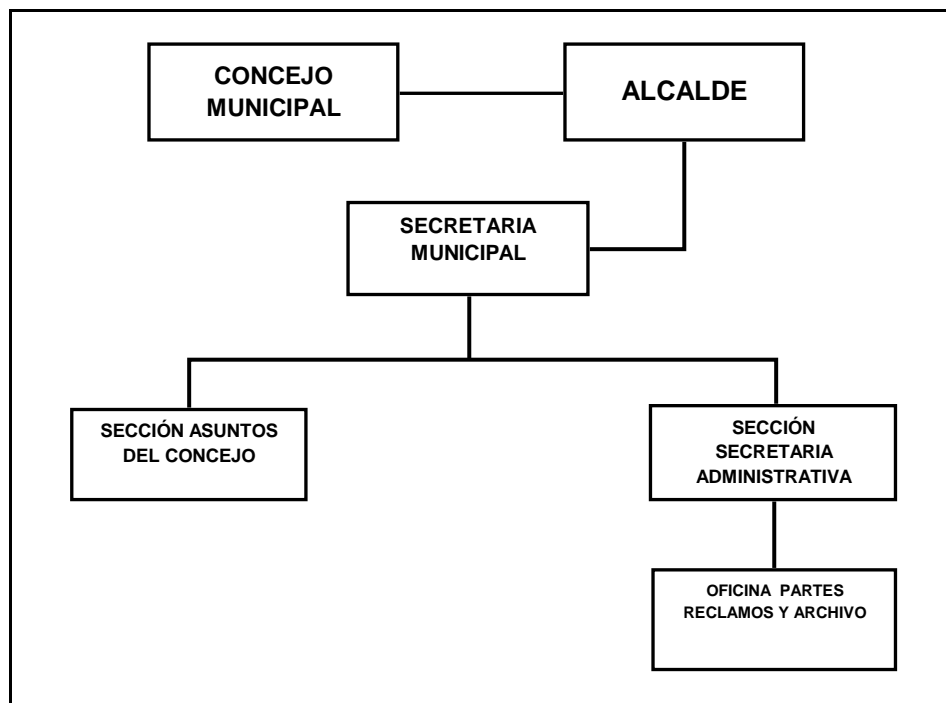 CONCEJO
MUNICIPAL
ALCALDE
SECRETARIA
MUNICIPAL
SECCIÓN ASUNTOS
DEL CONCEJO
SECCIÓN
SECRETARIA
ADMINISTRATIVA
OFICINA PARTES
RECLAMOS Y ARCHIVO